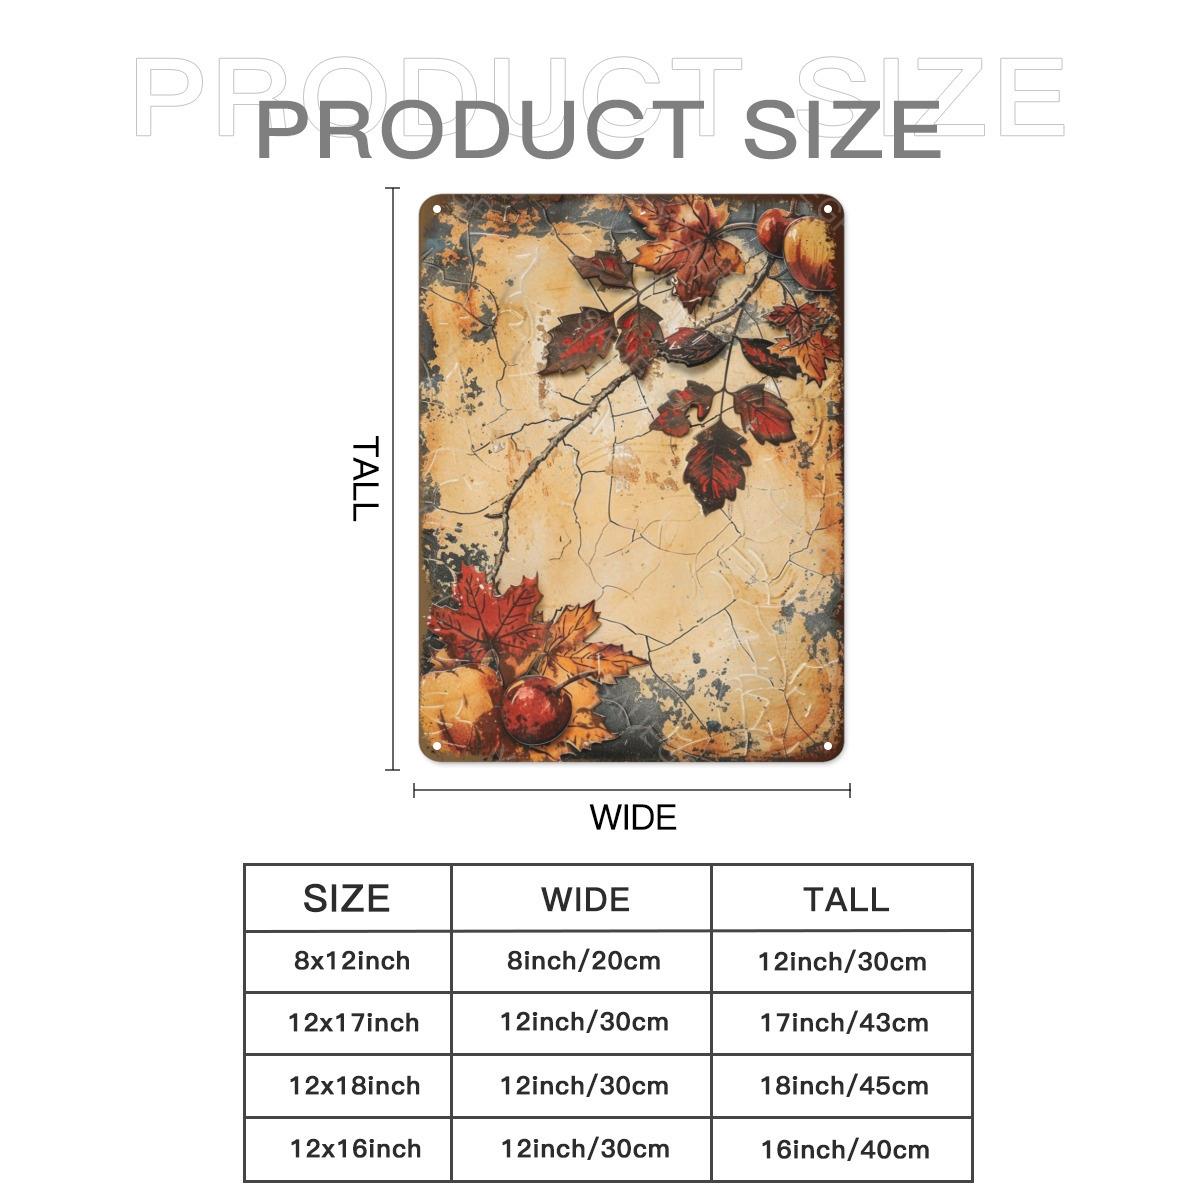 PRODUCT SIZE
PRODUCT SIZE
TALL
WIDE
SIZE WIDE TALL
8x12inch 8inch/20cm 12inch/30cm
12x17inch 12inch/30cm 17inch/43cm
12x18inch 12inch/30cm 18inch/45cm
12x16inch 12inch/30cm 16inch/40cm